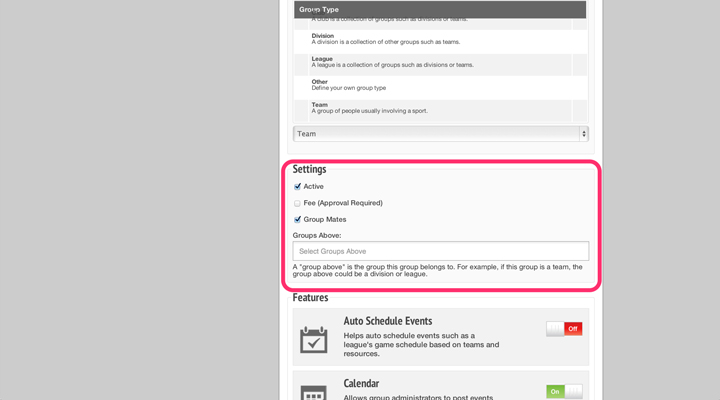 Group Type
A club is a collection of groups such as divisions or teams.
Division
A division is a collection of other groups such as teams.
League
A league is a collection of groups such as divisions or teams.
Other
Define your own group type
Team
A group of people usually involving a sport.
Team
Settings
Active
Fee (Approval Required)
Group Mates
Groups Above:
Select Groups Above
A "group above" is the group this group belongs to. For example, if this group is a team, the
group above could be a division or league.
Features
Auto Schedule Events
Helps auto schedule events such as a
league's game schedule based on teams and
resources.
Off
Calendar
Allows group administrators to post events
On